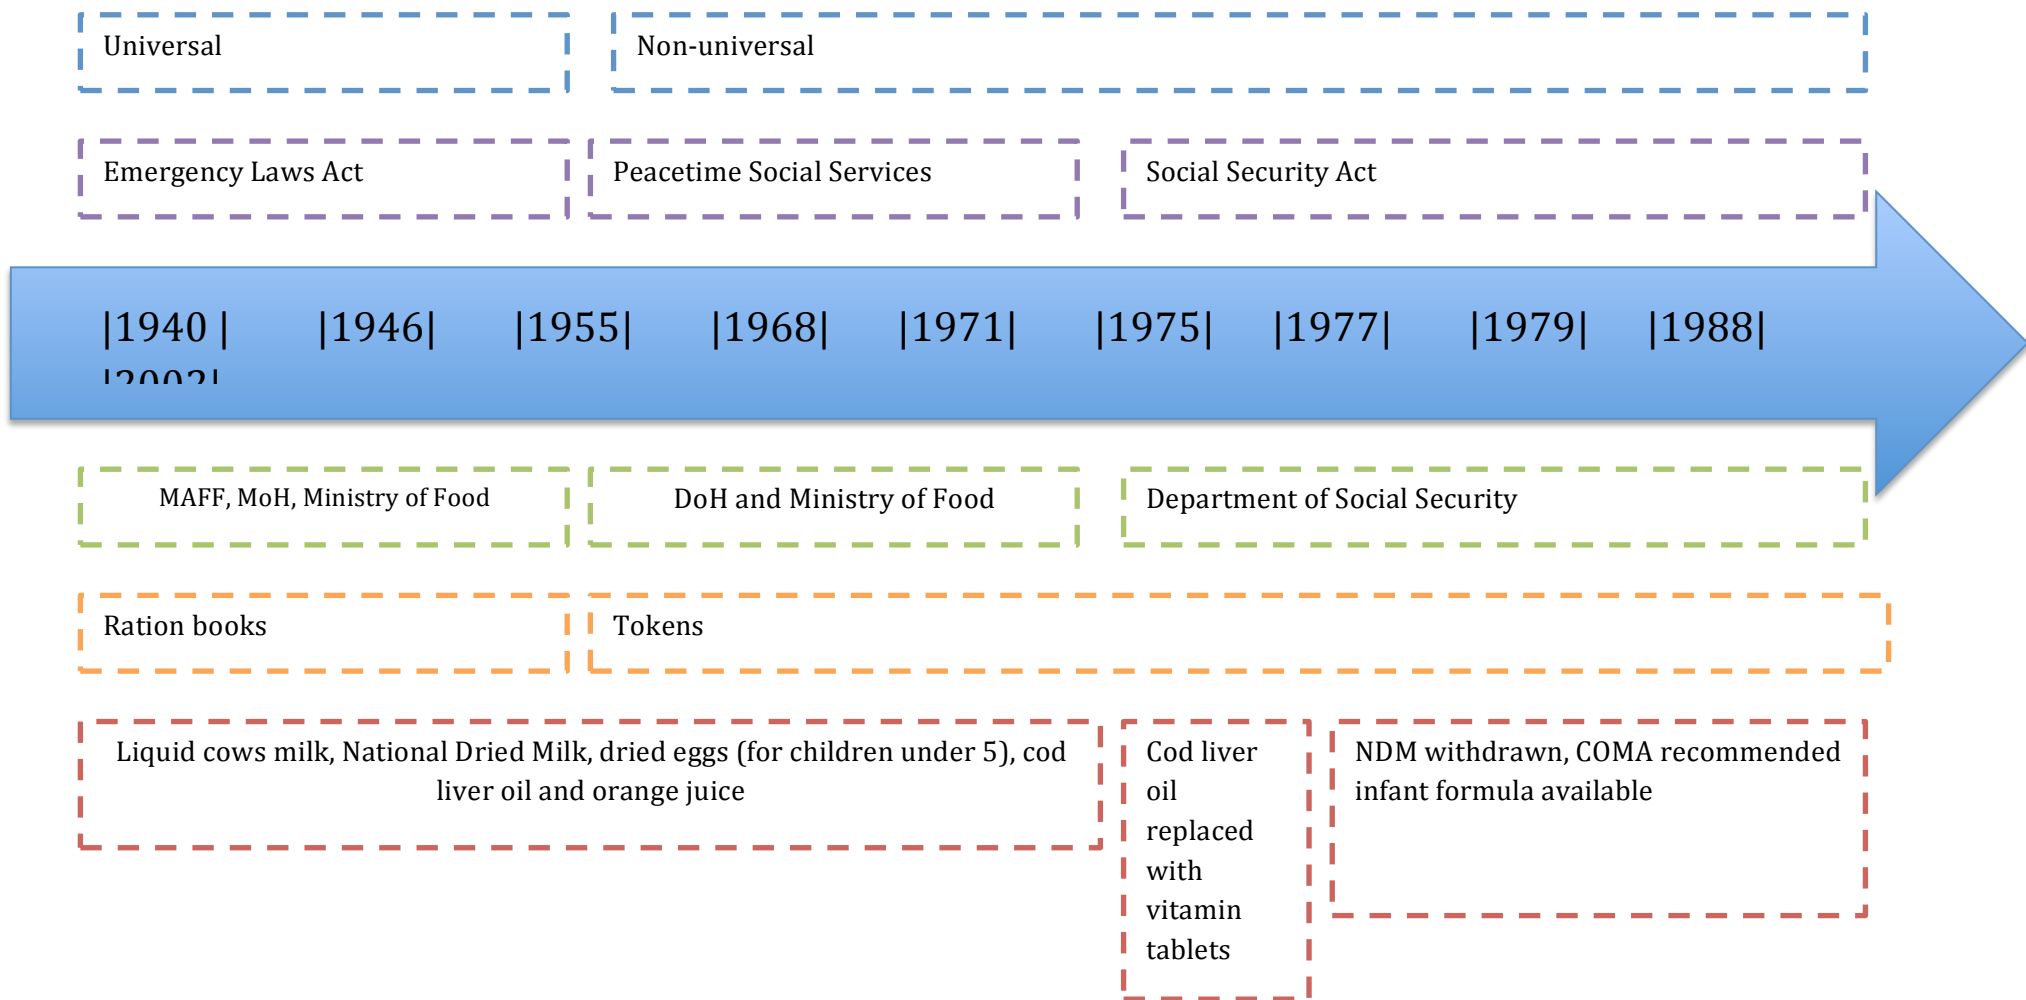 Universal
Non-universal
Emergency Laws Act
Peacetime Social Services
Social Security Act
|1940 | |1946| |1955| |1968| |1971| |1975| |1977| |1979| |1988|
MAFF, MoH, Ministry of Food
DoH and Ministry of Food
Department of Social Security
Ration books
Tokens
Liquid cows milk, National Dried Milk, dried eggs (for children under 5), cod
liver oil and orange juice
Cod liver
oil
replaced
with
vitamin
tablets
NDM withdrawn, COMA recommended
infant formula available